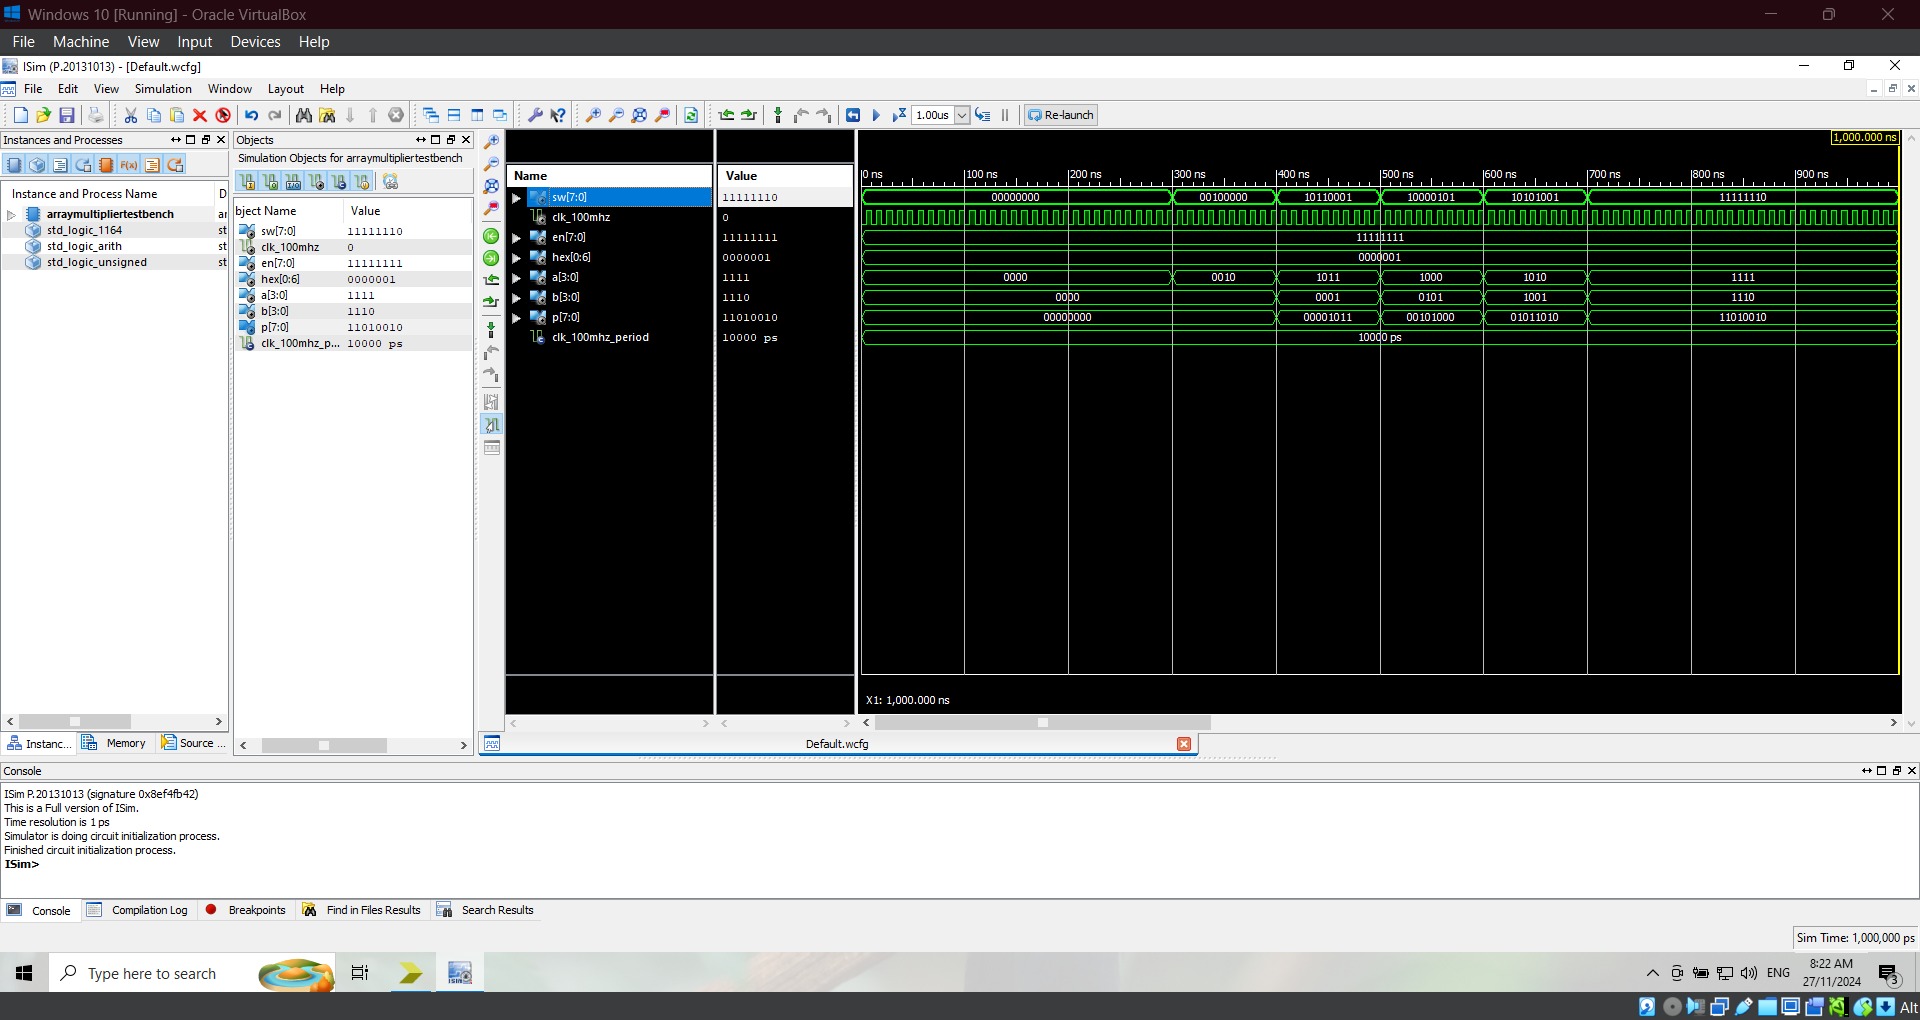 Windows 10 [Running] - Oracle VirtualBox
File Machine View Input Devices Help
ISim (P.20131013) - [Default.wcfg]
File Edit View Simulation Window Layout Help
1.00us Re-launch
Instances and Processes
Objects
Simulation Objects for arraymultipliertestbench
Instance and Process Name D
arraymultipliertestbench ar
std_logic_1164 st
std_logic_arith st
std_logic_unsigned st
bject Name Value
sw[7:0] 11111110
clk_100mhz 0
en[7:0] 11111111
hex[0:6] 0000001
a[3:0] 1111
b[3:0] 1110
p[7:0] 11010010
clk_100mhz_p... 10000 ps
1,000.000 ns
Name Value
0 ns 100 ns 200 ns 300 ns 400 ns 500 ns 600 ns 700 ns 800 ns 900 ns
sw[7:0] 11111110 00000000 00100000 10110001 10000101 10101001 11111110
clk_100mhz 0
en[7:0] 11111111 11111111
hex[0:6] 0000001 0000001
a[3:0] 1111 0000 0010 1011 1000 1010 1111
b[3:0] 1110 0000 0001 0101 1001 1110
p[7:0] 11010010 00000000 00001011 00101000 01011010 11010010
clk_100mhz_period 10000 ps 10000 ps
X1: 1,000.000 ns
Instanc... Memory Source ...
Default.wcfg
Console
ISim P.20131013 (signature 0x8ef4fb42)
This is a Full version of ISim.
Time resolution is 1 ps
Simulator is doing circuit initialization process.
Finished circuit initialization process.
ISim>
Console Compilation Log Breakpoints Find in Files Results Search Results
Sim Time: 1,000,000 ps
Type here to search
ISim
ENG
8:22 AM
27/11/2024
3
Alt